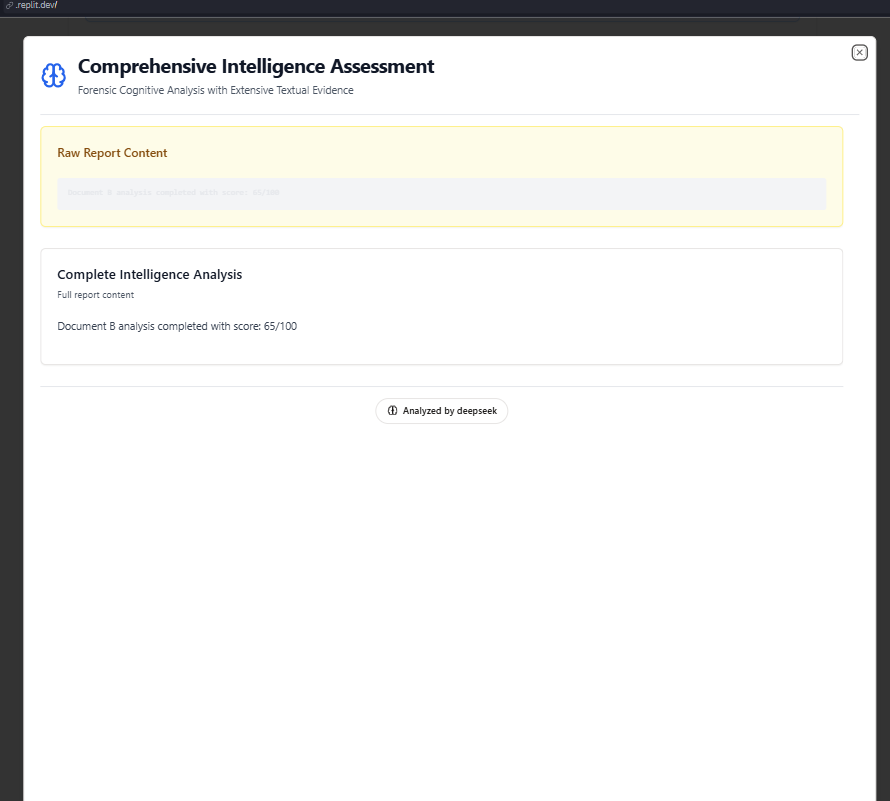 .replit.dev/
Comprehensive Intelligence Assessment
Forensic Cognitive Analysis with Extensive Textual Evidence
Raw Report Content
Document B analysis completed with score: 65/100
Complete Intelligence Analysis
Full report content
Document B analysis completed with score: 65/100
Analyzed by deepseek